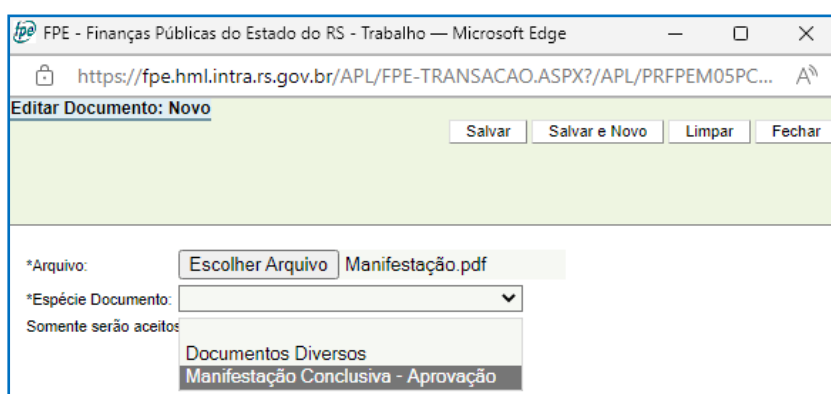 fpe FPE - Finanças Públicas do Estado do RS - Trabalho — Microsoft Edge
https://fpe.hml.intra.rs.gov.br/APL/FPE-TRANSACAO.ASPX?/APL/PRFPEM05PC... A
Editar Documento: Novo
Salvar Salvar e Novo Limpar Fechar
*Arquivo: Escolher Arquivo Manifestação.pdf
*Espécie Documento:
Somente serão aceitos
Documentos Diversos
Manifestação Conclusiva - Aprovação